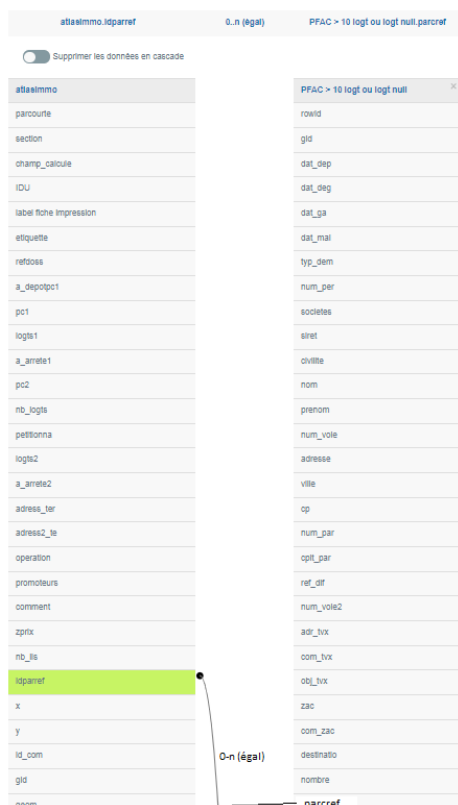 atlasimmo.idparref 0..n (égal) PFAC > 10 logt ou logt null.parcref
Supprimer les données en cascade
atlasimmo
parcourte
section
champ_calcule
IDU
label fiche impression
etiquette
refdoss
a_depotpc1
pc1
logts1
a_arrete1
pc2
nb_logts
petitionna
logts2
a_arrete2
adress_ter
adress2_te
operation
promoteurs
comment
zprix
nb_lls
idparref
x
y
id_com
gid
geom
PFAC > 10 logt ou logt null ×
rowid
gid
dat_dep
dat_deg
dat_ga
dat_mai
typ_dem
num_per
societes
siret
civilite
nom
prenom
num_voie
adresse
ville
cp
num_par
cplt_par
ref_dif
num_voie2
adr_tvx
com_tvx
obj_tvx
zac
com_zac
destinatio
nombre
0-n (égal)
parcref